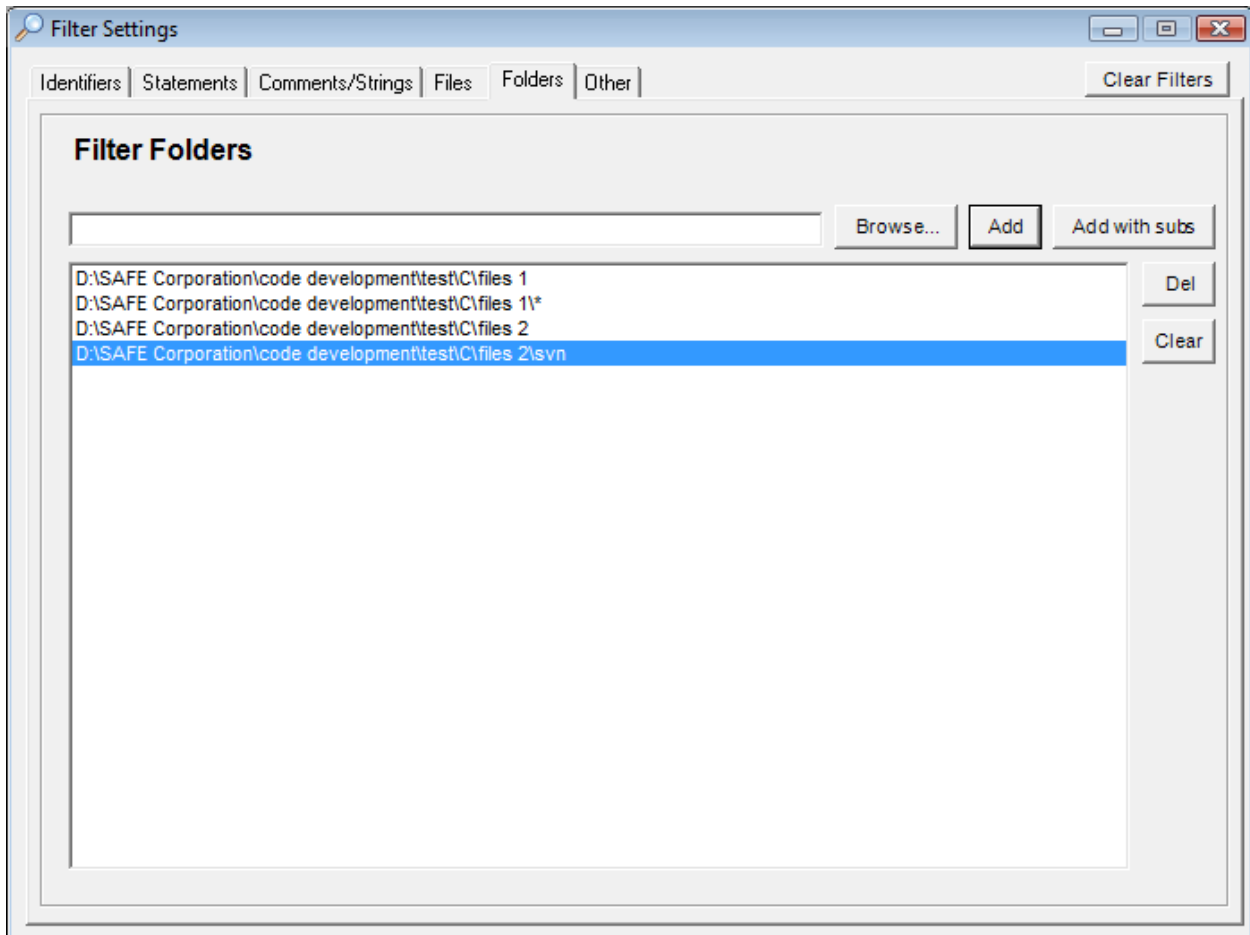 Filter Settings
Identifiers Statements Comments/Strings Files Folders Other Clear Filters
Filter Folders
Browse... Add Add with subs
D:\SAFE Corporation\code development\test\C\files 1
D:\SAFE Corporation\code development\test\C\files 1\*
D:\SAFE Corporation\code development\test\C\files 2
D:\SAFE Corporation\code development\test\C\files 2\svn
Del
Clear